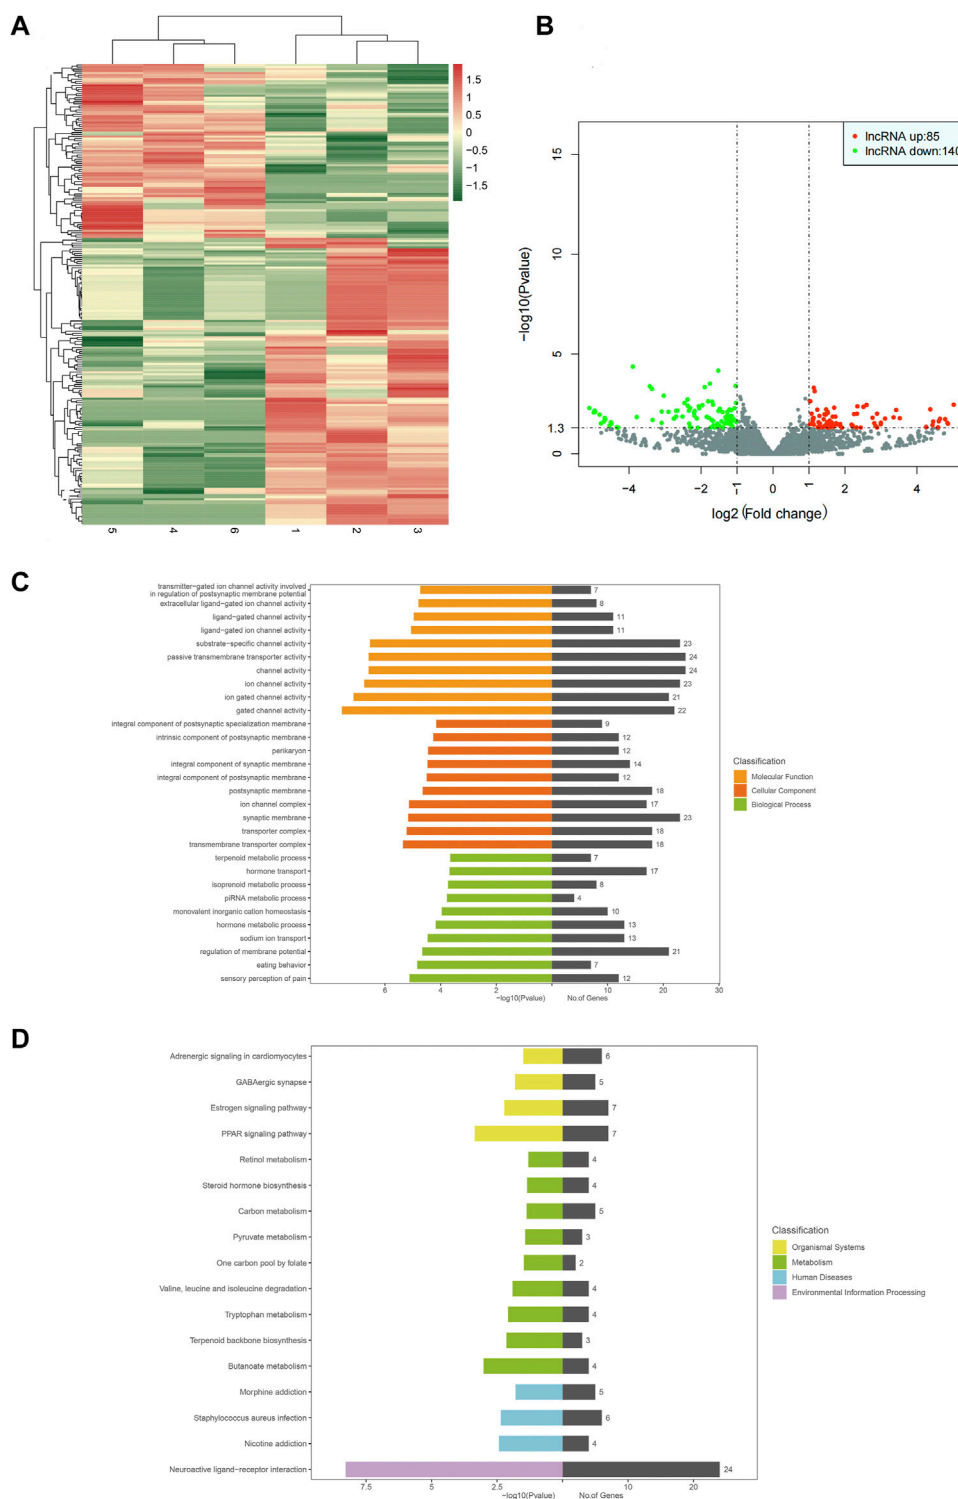 A
1.5
1
0.5
0
−0.5
−1
−1.5
5
4
6
1
2
3
B
lncRNA up:85
lncRNA down:140
15
10
5
1.3
0
−log10(Pvalue)
−4
−2
−1
0
1
2
4
log2 (Fold change)
C
transmitter−gated ion channel activity involved
in regulation of postsynaptic membrane potential
7
extracellular ligand−gated ion channel activity
8
ligand−gated channel activity
11
ligand−gated ion channel activity
11
substrate−specific channel activity
23
passive transmembrane transporter activity
24
channel activity
24
ion channel activity
23
ion gated channel activity
21
gated channel activity
22
integral component of postsynaptic specialization membrane
9
intrinsic component of postsynaptic membrane
12
perikaryon
12
integral component of synaptic membrane
14
integral component of postsynaptic membrane
12
postsynaptic membrane
18
ion channel complex
17
synaptic membrane
23
transporter complex
18
transmembrane transporter complex
18
terpenoid metabolic process
7
hormone transport
17
isoprenoid metabolic process
8
piRNA metabolic process
4
monovalent inorganic cation homeostasis
10
hormone metabolic process
13
sodium ion transport
13
regulation of membrane potential
21
eating behavior
7
sensory perception of pain
12
6
4
2
10
20
30
−log10(Pvalue)
No.of Genes
Classification
Molecular Function
Cellular Component
Biological Process
D
Adrenergic signaling in cardiomyocytes
6
GABAergic synapse
5
Estrogen signaling pathway
7
PPAR signaling pathway
7
Retinol metabolism
4
Steroid hormone biosynthesis
4
Carbon metabolism
5
Pyruvate metabolism
3
One carbon pool by folate
2
Valine, leucine and isoleucine degradation
4
Tryptophan metabolism
4
Terpenoid backbone biosynthesis
3
Butanoate metabolism
4
Morphine addiction
5
Staphylococcus aureus infection
6
Nicotine addiction
4
Neuroactive ligand−receptor interaction
24
7.5
5
2.5
10
20
−log10(Pvalue)
No.of Genes
Classification
Organismal Systems
Metabolism
Human Diseases
Environmental Information Processing